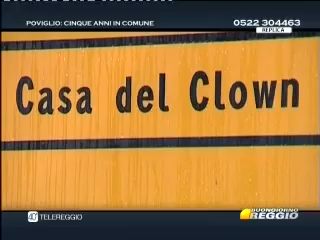 POVIGLIO: CINQUE ANNI IN COMUNE
0522 304463
REPLICA
Casa del Clown
TELEREGGIO
BUONGIORNO
REGGIO